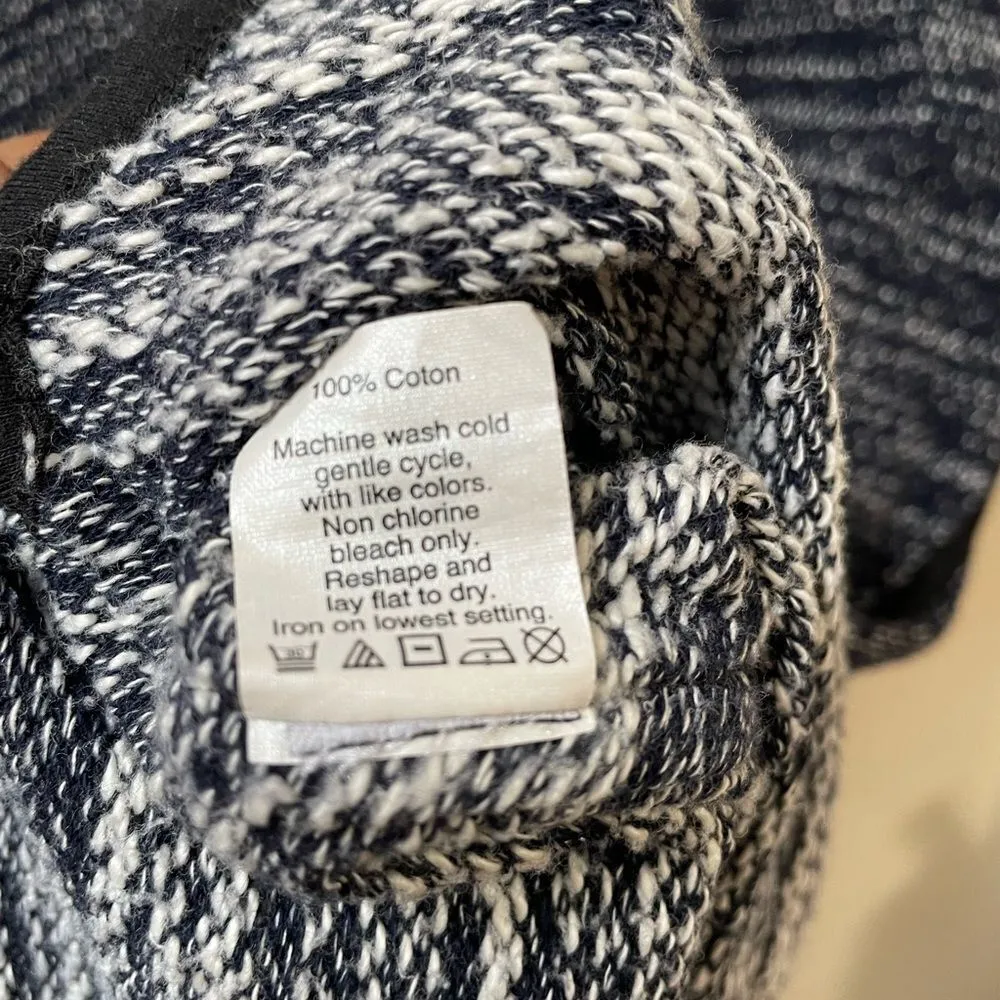 100% Coton
Machine wash cold
gentle cycle,
with like colors.
Non chlorine
bleach only.
Reshape and
lay flat to dry.
Iron on lowest setting.
30